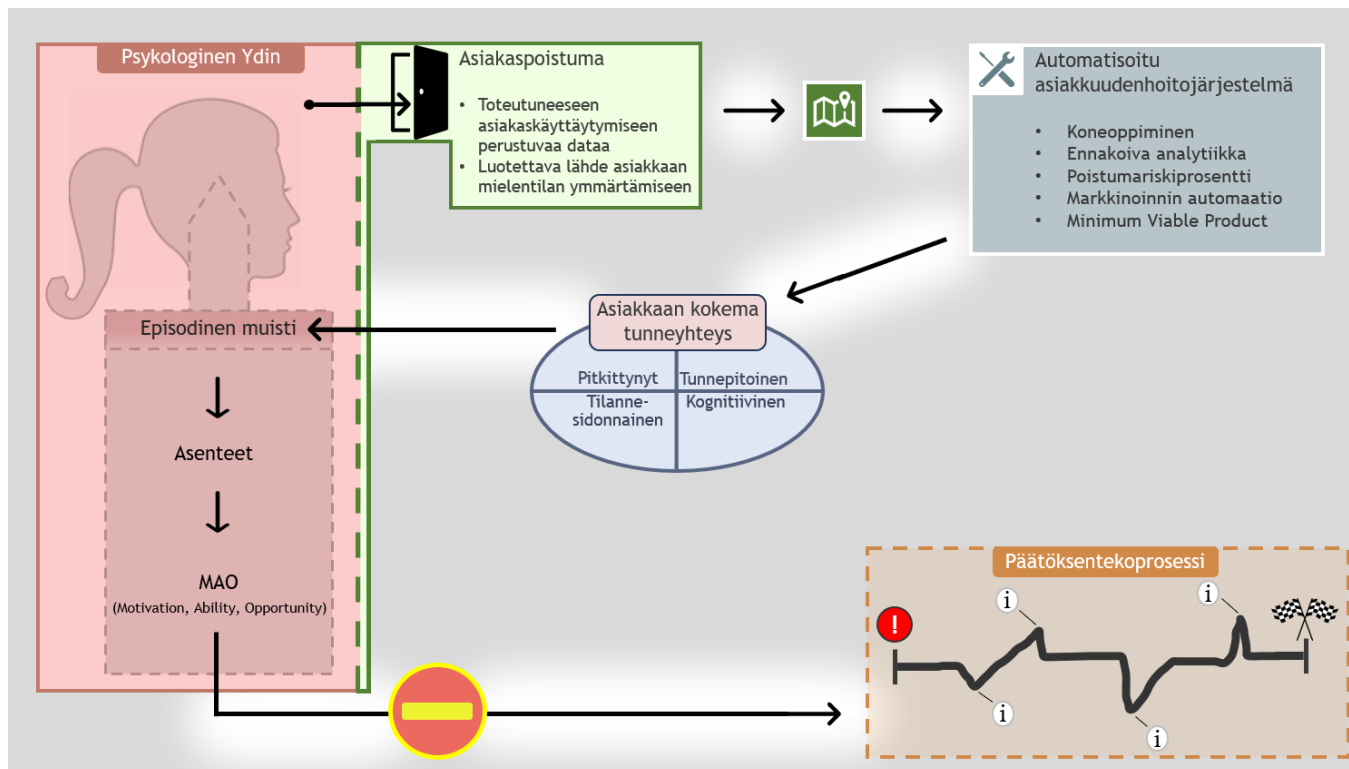 Psykologinen Ydin
Asiakaspoistuma
• Toteutuneeseen
asiakaskäyttäytymiseen
perustuvaa dataa
• Luotettava lähde asiakkaan
mielentilan ymmärtämiseen
Automatisoitu
asiakkuudenhoitojärjestelmä
• Koneoppiminen
• Ennakoiva analytiikka
• Poistumariskiprosentti
• Markkinoinnin automaatio
• Minimum Viable Product
Asiakkaan kokema
tunneyhteys
Pitkittynyt
Tunnepitoinen
Tilanne-
sidonnainen
Kognitiivinen
Episodinen muisti
Asenteet
MAO
(Motivation, Ability, Opportunity)
Päätöksentekoprosessi
!
i
i
i
i